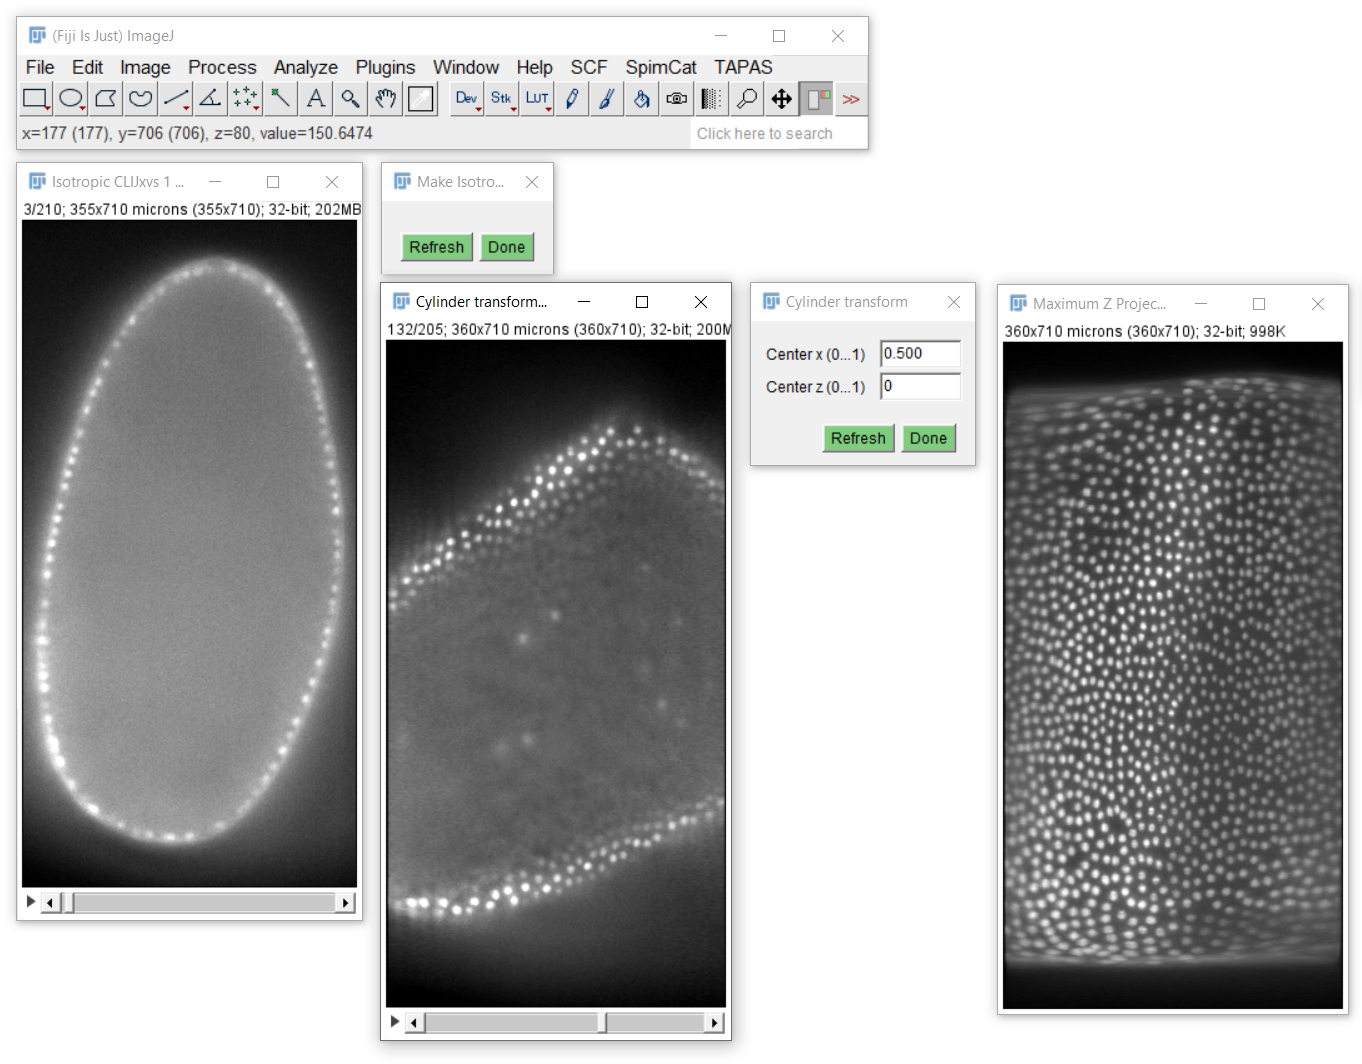 (Fiji Is Just) ImageJ
File Edit Image Process Analyze Plugins Window Help SCF SpimCat TAPAS
A Dev Stk LUT >>
x=177 (177), y=706 (706), z=80, value=150.6474
Click here to search
Isotropic CLIJxvs 1 ...
3/210; 355x710 microns (355x710); 32-bit; 202MB
Make Isotro...
Refresh Done
Cylinder transform...
132/205; 360x710 microns (360x710); 32-bit; 200M
Cylinder transform
Center x (0...1) 0.500
Center z (0...1) 0
Refresh Done
Maximum Z Projec...
360x710 microns (360x710); 32-bit; 998K